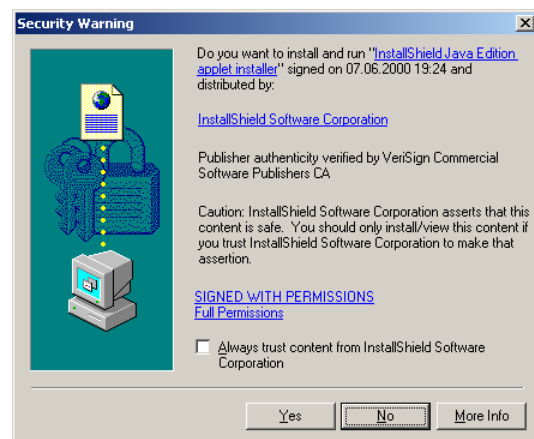 Security Warning
Do you want to install and run "InstallShield Java Edition
applet installer" signed on 07.06.2000 19:24 and
distributed by:
InstallShield Software Corporation
Publisher authenticity verified by VeriSign Commercial
Software Publishers CA
Caution: InstallShield Software Corporation asserts that this
content is safe. You should only install/view this content if
you trust InstallShield Software Corporation to make that
assertion.
SIGNED WITH PERMISSIONS
Full Permissions
Always trust content from InstallShield Software
Corporation
Yes
No
More Info